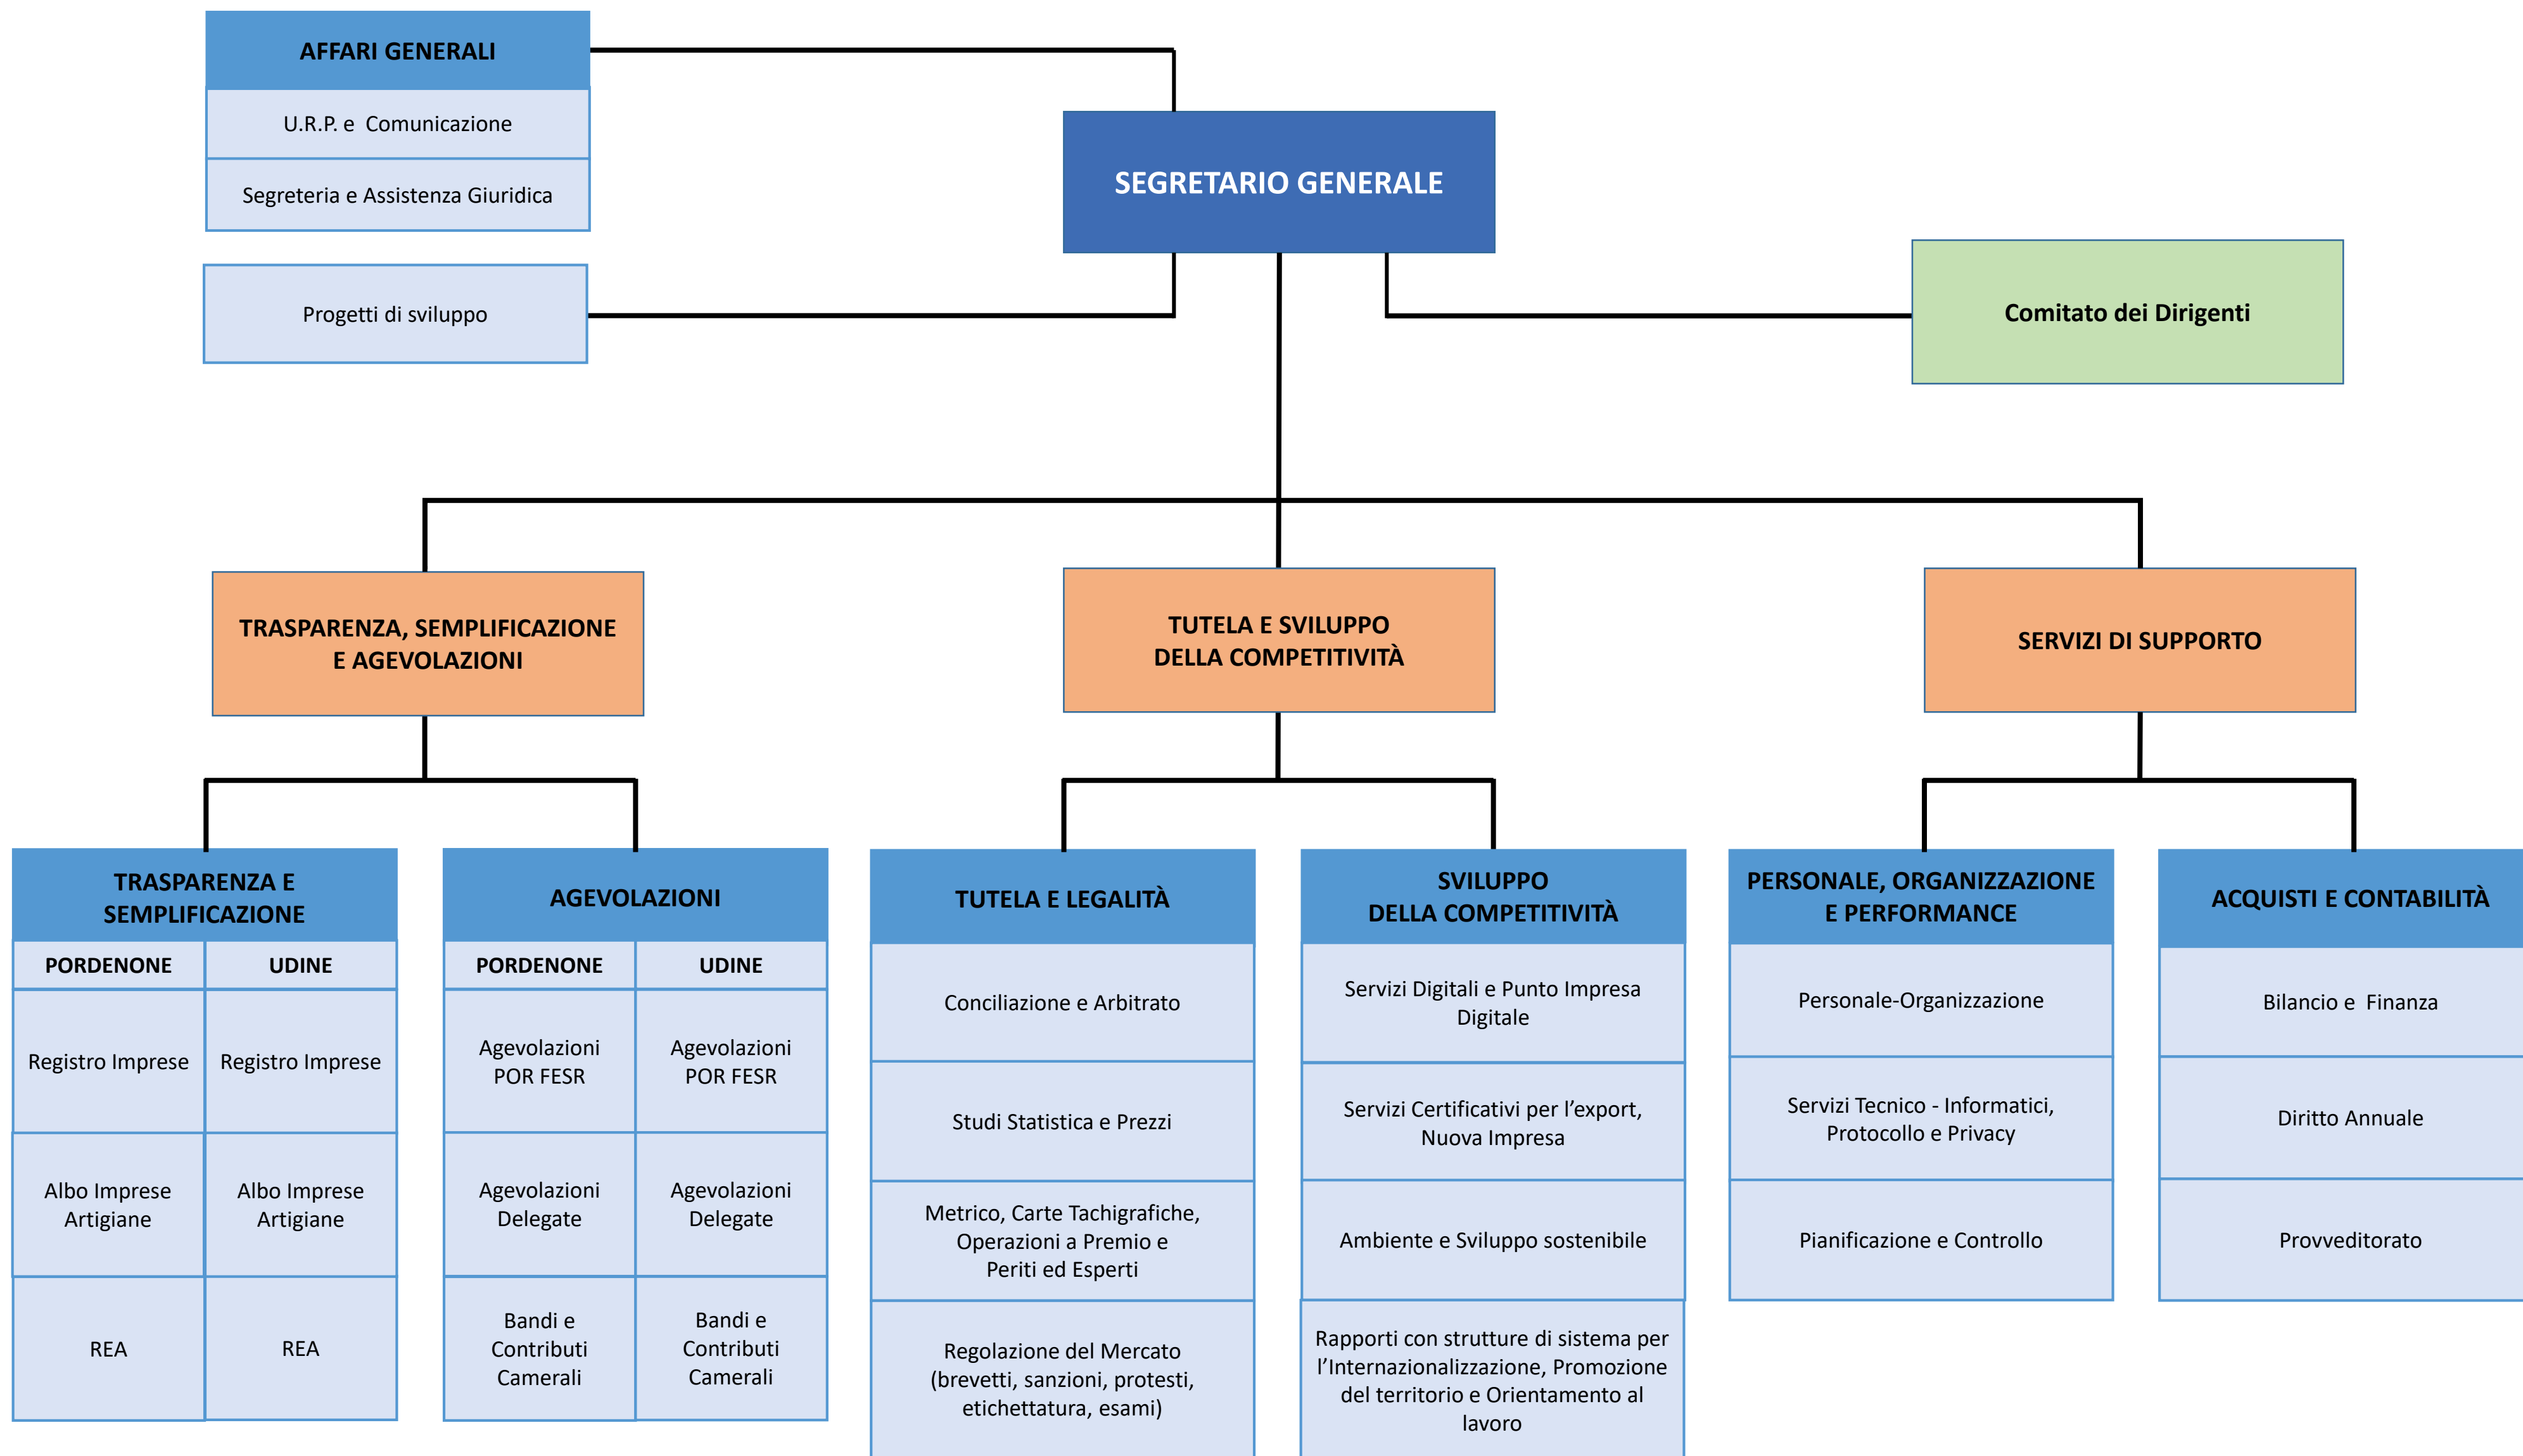 AFFARI GENERALI
U.R.P. e  Comunicazione
Segreteria e Assistenza Giuridica
SEGRETARIO GENERALE
Progetti di sviluppo
Comitato dei Dirigenti
TRASPARENZA, SEMPLIFICAZIONE
E AGEVOLAZIONI
TUTELA E SVILUPPO
DELLA COMPETITIVITÀ
SERVIZI DI SUPPORTO
TRASPARENZA E
SEMPLIFICAZIONE
PORDENONE
UDINE
Registro Imprese
Registro Imprese
Albo Imprese
Artigiane
Albo Imprese
Artigiane
REA
REA
AGEVOLAZIONI
PORDENONE
UDINE
Agevolazioni
POR FESR
Agevolazioni
POR FESR
Agevolazioni
Delegate
Agevolazioni
Delegate
Bandi e
Contributi
Camerali
Bandi e
Contributi
Camerali
TUTELA E LEGALITÀ
Conciliazione e Arbitrato
Studi Statistica e Prezzi
Metrico, Carte Tachigrafiche,
Operazioni a Premio e
Periti ed Esperti
Regolazione del Mercato
(brevetti, sanzioni, protesti,
etichettatura, esami)
SVILUPPO
DELLA COMPETITIVITÀ
Servizi Digitali e Punto Impresa
Digitale
Servizi Certificativi per l’export,
Nuova Impresa
Ambiente e Sviluppo sostenibile
Rapporti con strutture di sistema per
l’Internazionalizzazione, Promozione
del territorio e Orientamento al
lavoro
PERSONALE, ORGANIZZAZIONE
E PERFORMANCE
Personale-Organizzazione
Servizi Tecnico - Informatici,
Protocollo e Privacy
Pianificazione e Controllo
ACQUISTI E CONTABILITÀ
Bilancio e  Finanza
Diritto Annuale
Provveditorato